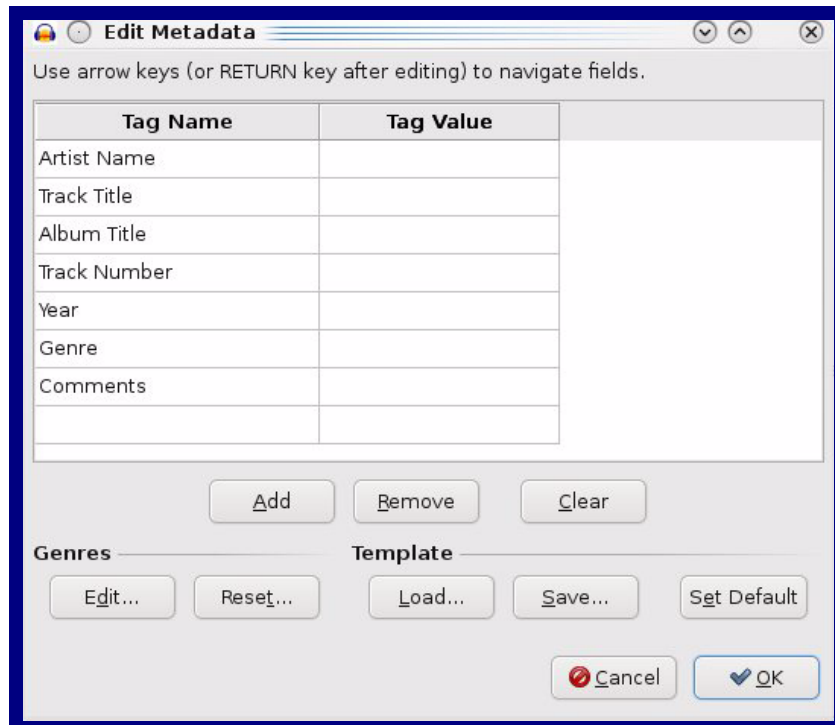 Edit Metadata
Use arrow keys (or RETURN key after editing) to navigate fields.
Tag Name Tag Value
Artist Name
Track Title
Album Title
Track Number
Year
Genre
Comments
Add Remove Clear
Genres Template
Edit... Reset... Load... Save... Set Default
Cancel OK